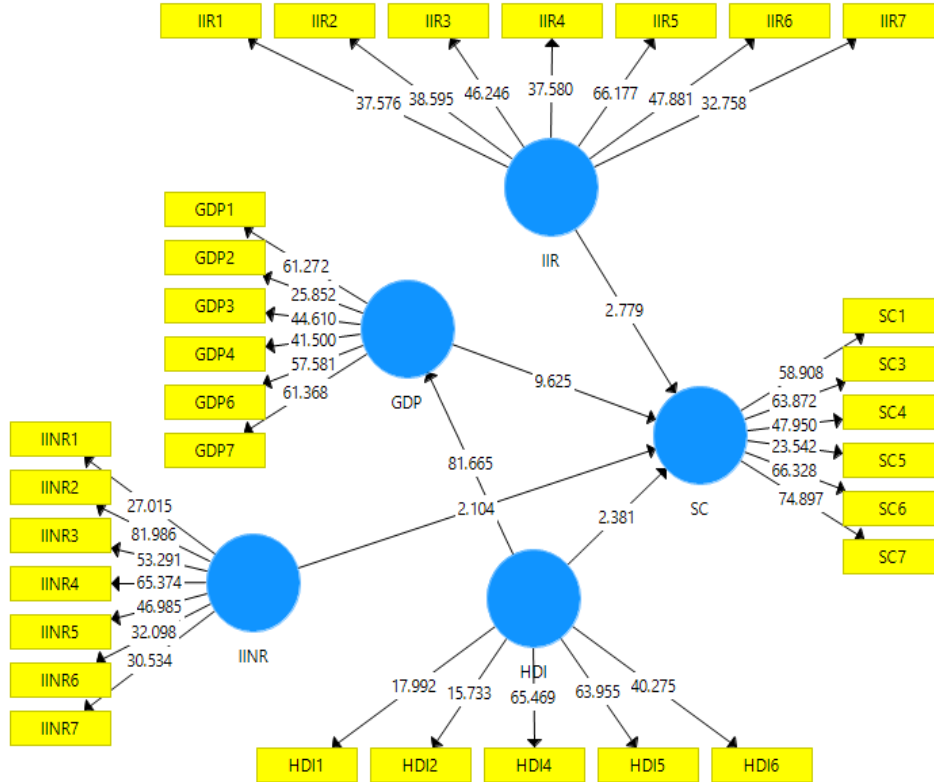 IIR1 IIR2 IIR3 IIR4 IIR5 IIR6 IIR7
37.576 38.595 46.246 37.580 66.177 47.881 32.758
IIR
GDP1
GDP2
GDP3
GDP4
GDP6
GDP7
61.272
25.852
44.610
41.500
57.581
61.368
GDP
2.779
9.625
81.665
2.104
2.381
SC1
SC3
SC4
SC5
SC6
SC7
58.908
63.872
47.950
23.542
66.328
74.897
SC
IINR1
IINR2
IINR3
IINR4
IINR5
IINR6
IINR7
27.015
81.986
53.291
65.374
46.985
32.098
30.534
IINR
HDI
17.992 15.733 65.469 63.955 40.275
HDI1 HDI2 HDI4 HDI5 HDI6